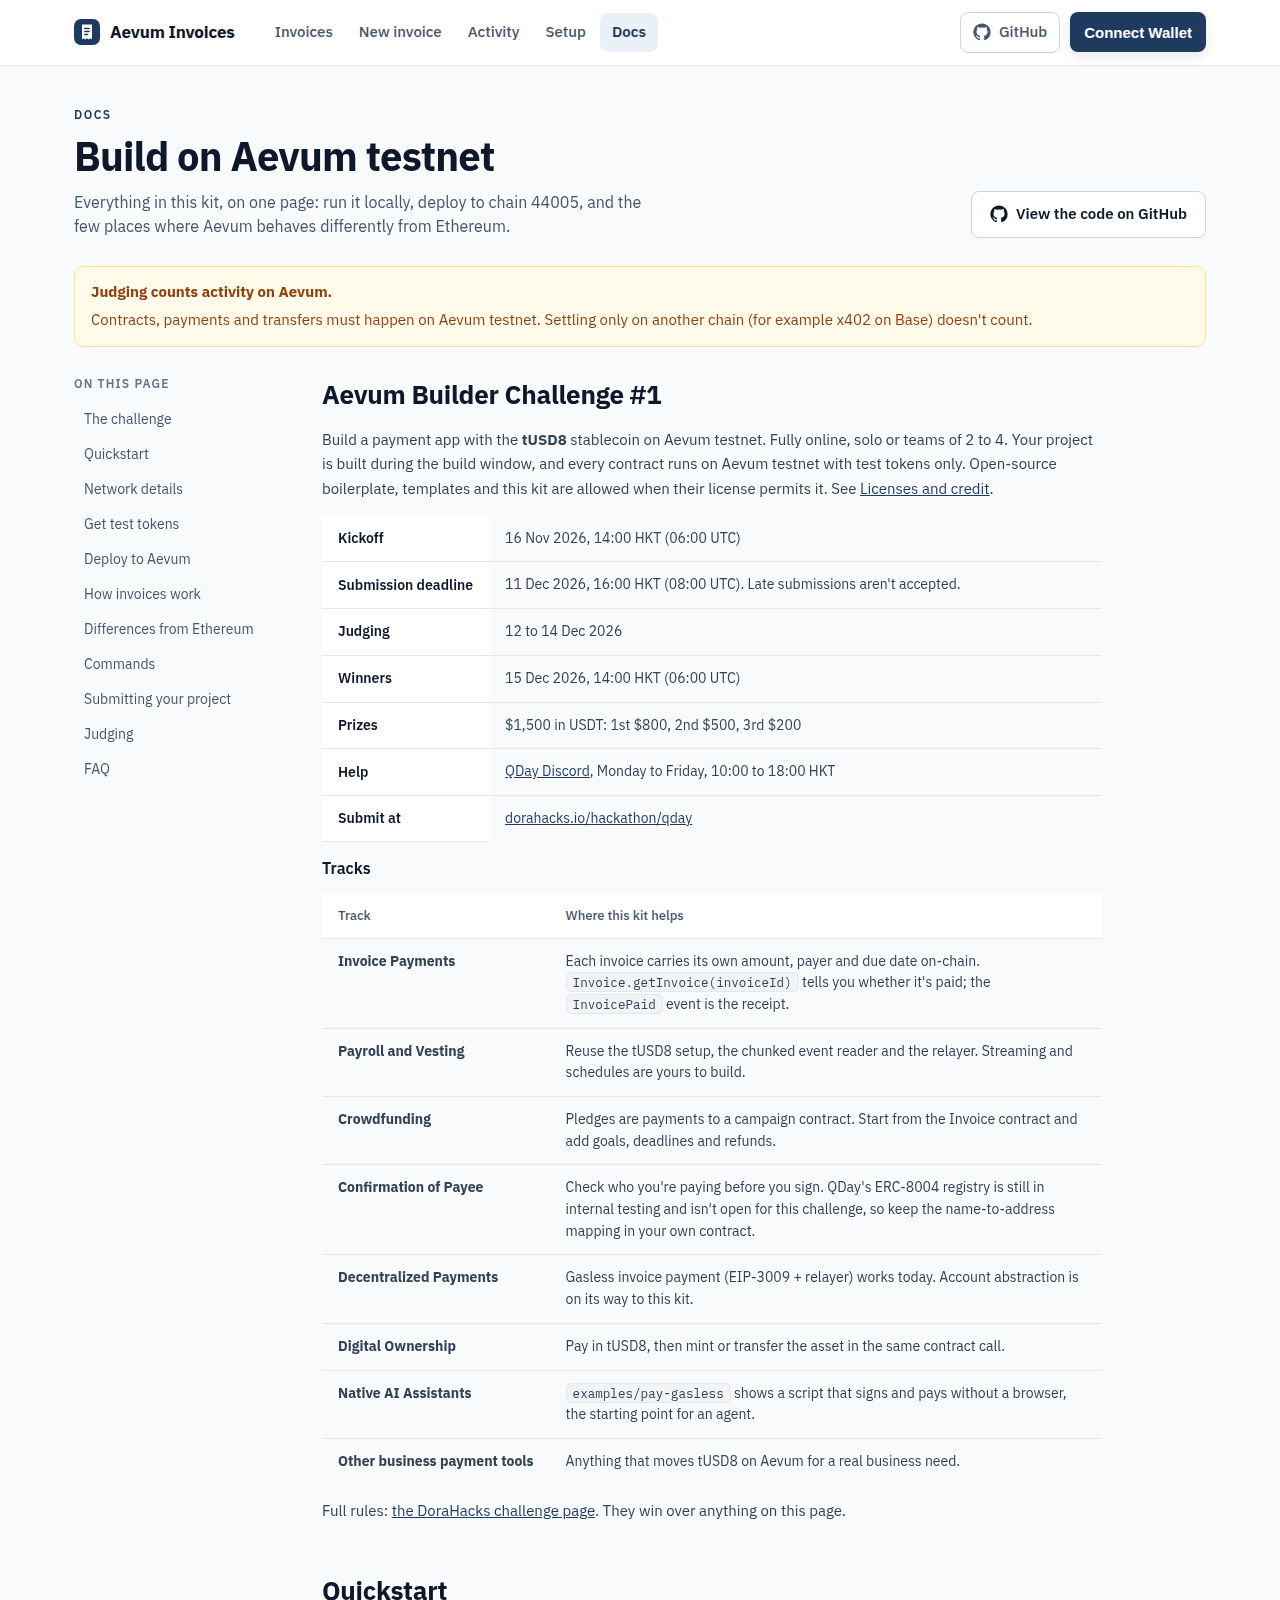 Aevum Invoices
Invoices
New invoice
Activity
Setup
Docs
GitHub
Connect Wallet
DOCS
Build on Aevum testnet
Everything in this kit, on one page: run it locally, deploy to chain 44005, and the
few places where Aevum behaves differently from Ethereum.
View the code on GitHub
Judging counts activity on Aevum.
Contracts, payments and transfers must happen on Aevum testnet. Settling only on another chain (for example x402 on Base) doesn't count.
ON THIS PAGE
The challenge
Quickstart
Network details
Get test tokens
Deploy to Aevum
How invoices work
Differences from Ethereum
Commands
Submitting your project
Judging
FAQ
Aevum Builder Challenge #1
Build a payment app with the tUSD8 stablecoin on Aevum testnet. Fully online, solo or teams of 2 to 4. Your project
is built during the build window, and every contract runs on Aevum testnet with test tokens only. Open-source
boilerplate, templates and this kit are allowed when their license permits it. See Licenses and credit.
Kickoff
16 Nov 2026, 14:00 HKT (06:00 UTC)
Submission deadline
11 Dec 2026, 16:00 HKT (08:00 UTC). Late submissions aren't accepted.
Judging
12 to 14 Dec 2026
Winners
15 Dec 2026, 14:00 HKT (06:00 UTC)
Prizes
$1,500 in USDT: 1st $800, 2nd $500, 3rd $200
Help
QDay Discord, Monday to Friday, 10:00 to 18:00 HKT
Submit at
dorahacks.io/hackathon/qday
Tracks
Track
Where this kit helps
Invoice Payments
Each invoice carries its own amount, payer and due date on-chain.
Invoice.getInvoice(invoiceId) tells you whether it's paid; the
InvoicePaid event is the receipt.
Payroll and Vesting
Reuse the tUSD8 setup, the chunked event reader and the relayer. Streaming and
schedules are yours to build.
Crowdfunding
Pledges are payments to a campaign contract. Start from the Invoice contract and
add goals, deadlines and refunds.
Confirmation of Payee
Check who you're paying before you sign. QDay's ERC-8004 registry is still in
internal testing and isn't open for this challenge, so keep the name-to-address
mapping in your own contract.
Decentralized Payments
Gasless invoice payment (EIP-3009 + relayer) works today. Account abstraction is
on its way to this kit.
Digital Ownership
Pay in tUSD8, then mint or transfer the asset in the same contract call.
Native AI Assistants
examples/pay-gasless shows a script that signs and pays without a browser,
the starting point for an agent.
Other business payment tools
Anything that moves tUSD8 on Aevum for a real business need.
Full rules: the DoraHacks challenge page. They win over anything on this page.
Quickstart